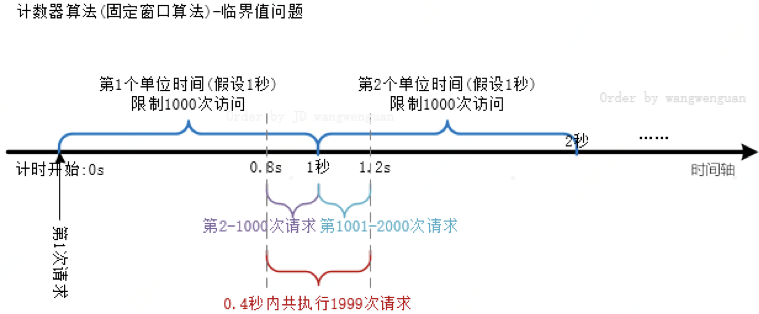 计数器算法(固定窗口算法)-临界值问题
第1个单位时间(假设1秒)
限制1000次访问
第2个单位时间(假设1秒)
限制1000次访问
Order by wangwenguan
Order by JD wangwenguan
2秒
……
计时开始:0s
0.8s
1秒
1.2s
时间轴
第1次请求
第2-1000次请求
第1001-2000次请求
0.4秒内共执行1999次请求